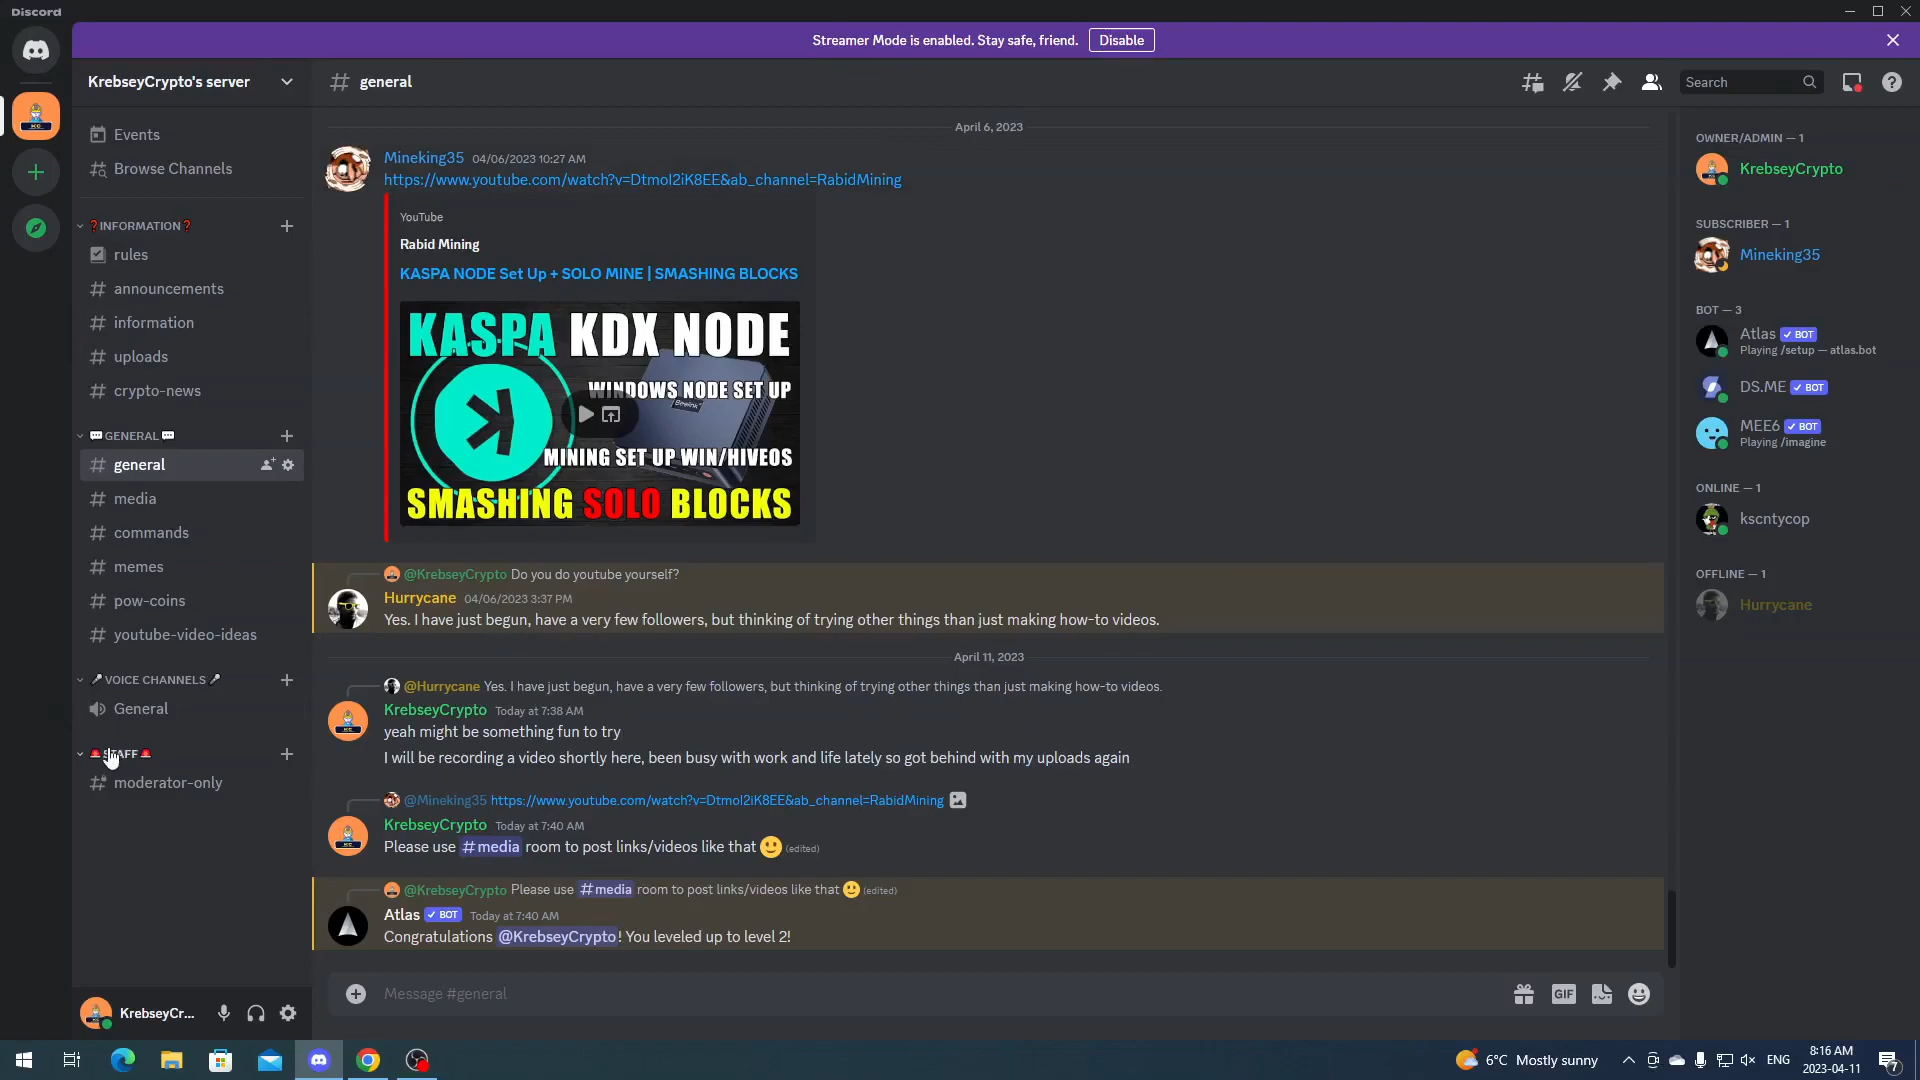 Discord
Streamer Mode is enabled. Stay safe, friend. Disable
KrebseyCrypto's server
Events
Browse Channels
❓INFORMATION❓
rules
announcements
information
uploads
crypto-news
💬GENERAL💬
general
media
commands
memes
pow-coins
youtube-video-ideas
🎤VOICE CHANNELS🎤
General
🚨STAFF🚨
moderator-only
KrebseyCr...
general
Search
April 6, 2023
Mineking35 04/06/2023 10:27 AM
https://www.youtube.com/watch?v=DtmoI2iK8EE&ab_channel=RabidMining
YouTube
Rabid Mining
KASPA NODE Set Up + SOLO MINE | SMASHING BLOCKS
KASPA KDX NODE
WINDOWS NODE SET UP
Beelink
MINING SET UP WIN/HIVEOS
SMASHING SOLO BLOCKS
@KrebseyCrypto Do you do youtube yourself?
Hurrycane 04/06/2023 3:37 PM
Yes. I have just begun, have a very few followers, but thinking of trying other things than just making how-to videos.
April 11, 2023
@Hurrycane Yes. I have just begun, have a very few followers, but thinking of trying other things than just making how-to videos.
KrebseyCrypto Today at 7:38 AM
yeah might be something fun to try
I will be recording a video shortly here, been busy with work and life lately so got behind with my uploads again
@Mineking35 https://www.youtube.com/watch?v=DtmoI2iK8EE&ab_channel=RabidMining
KrebseyCrypto Today at 7:40 AM
Please use #media room to post links/videos like that 🙂 (edited)
@KrebseyCrypto Please use #media room to post links/videos like that 🙂 (edited)
Atlas ✓ BOT Today at 7:40 AM
Congratulations @KrebseyCrypto! You leveled up to level 2!
Message #general
GIF
OWNER/ADMIN — 1
KrebseyCrypto
SUBSCRIBER — 1
Mineking35
BOT — 3
Atlas ✓ BOT
Playing /setup — atlas.bot
DS.ME ✓ BOT
MEE6 ✓ BOT
Playing /imagine
ONLINE — 1
kscntycop
OFFLINE — 1
Hurrycane
6°C Mostly sunny
ENG
8:16 AM
2023-04-11
7